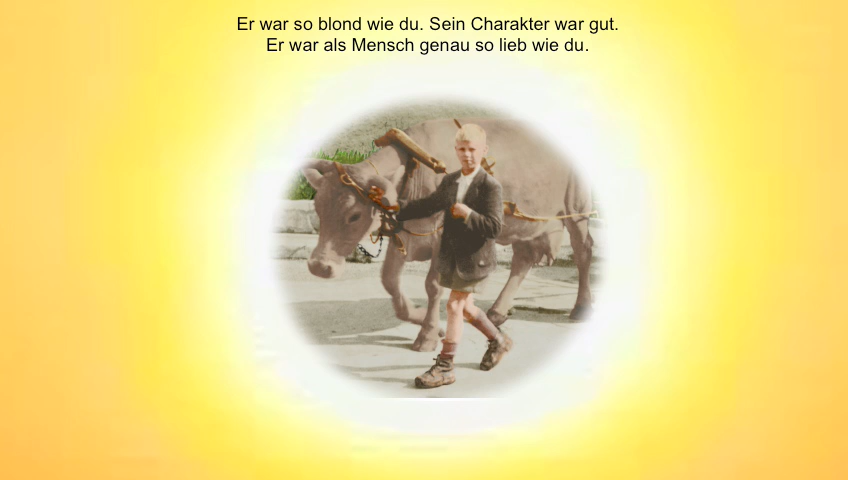 Er war so blond wie du. Sein Charakter war gut.
Er war als Mensch genau so lieb wie du.